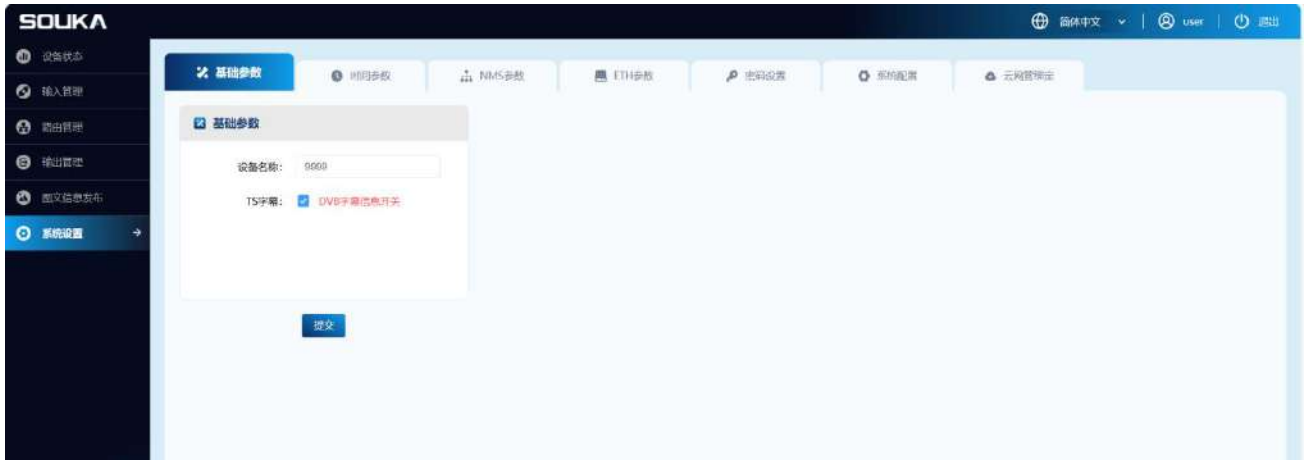 SOUKA
简体中文
user
退出
设备状态
输入管理
路由管理
输出管理
图文信息发布
系统设置
基础参数
时间参数
NMS参数
ETH参数
密码设置
系统配置
云网管绑定
基础参数
设备名称: 9999
TS字幕: DVB字幕信息开关
提交